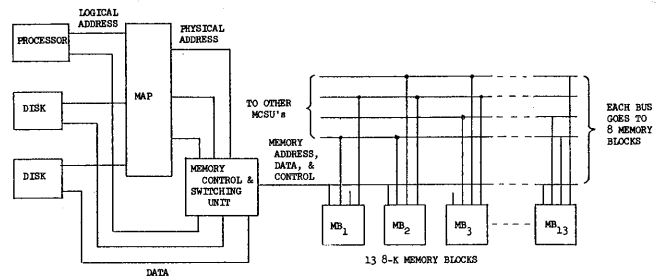 LOGICAL
ADDRESS
PROCESSOR
PHYSICAL
ADDRESS
MAP
DISK
DISK
TO OTHER
MCSU's
EACH BUS
GOES TO
8 MEMORY
BLOCKS
MEMORY
ADDRESS,
DATA, &
CONTROL
MEMORY
CONTROL &
SWITCHING
UNIT
MB1
MB2
MB3
MB13
13 8-K MEMORY BLOCKS
DATA